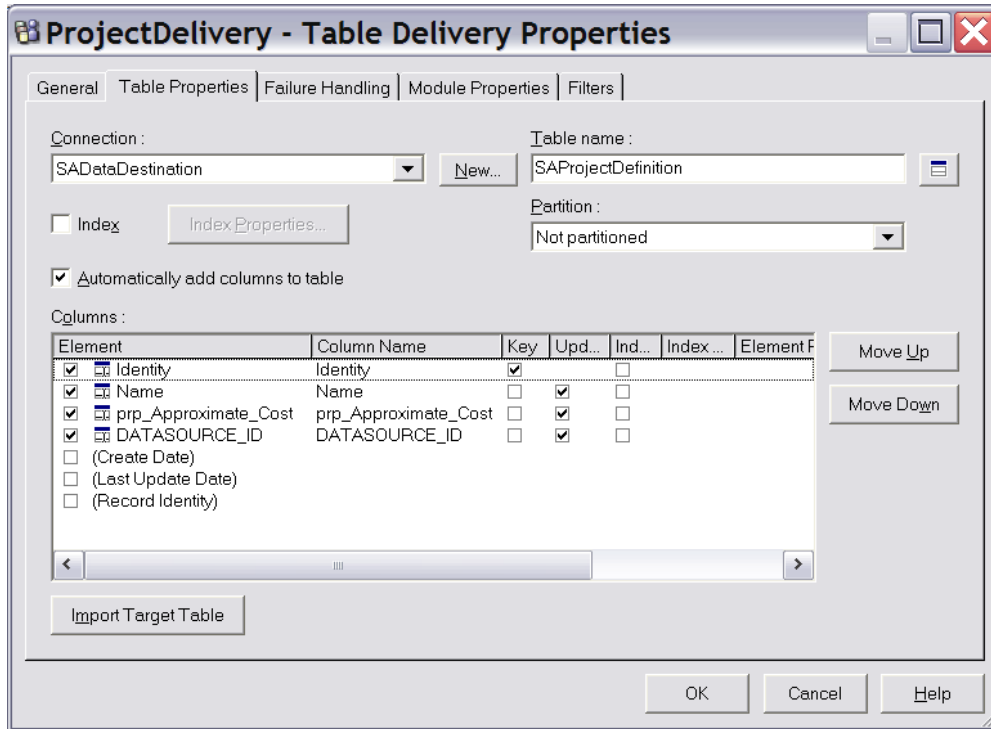 ProjectDelivery - Table Delivery Properties
General Table Properties Failure Handling Module Properties Filters
Connection : Table name :
SADataDestination New... SAProjectDefinition
Partition :
Index Index Properties... Not partitioned
Automatically add columns to table
Columns :
Element Column Name Key Upd... Ind... Index ... Element F
Identity Identity
Name Name
prp_Approximate_Cost prp_Approximate_Cost
DATASOURCE_ID DATASOURCE_ID
(Create Date)
(Last Update Date)
(Record Identity)
Move Up
Move Down
Import Target Table
OK Cancel Help